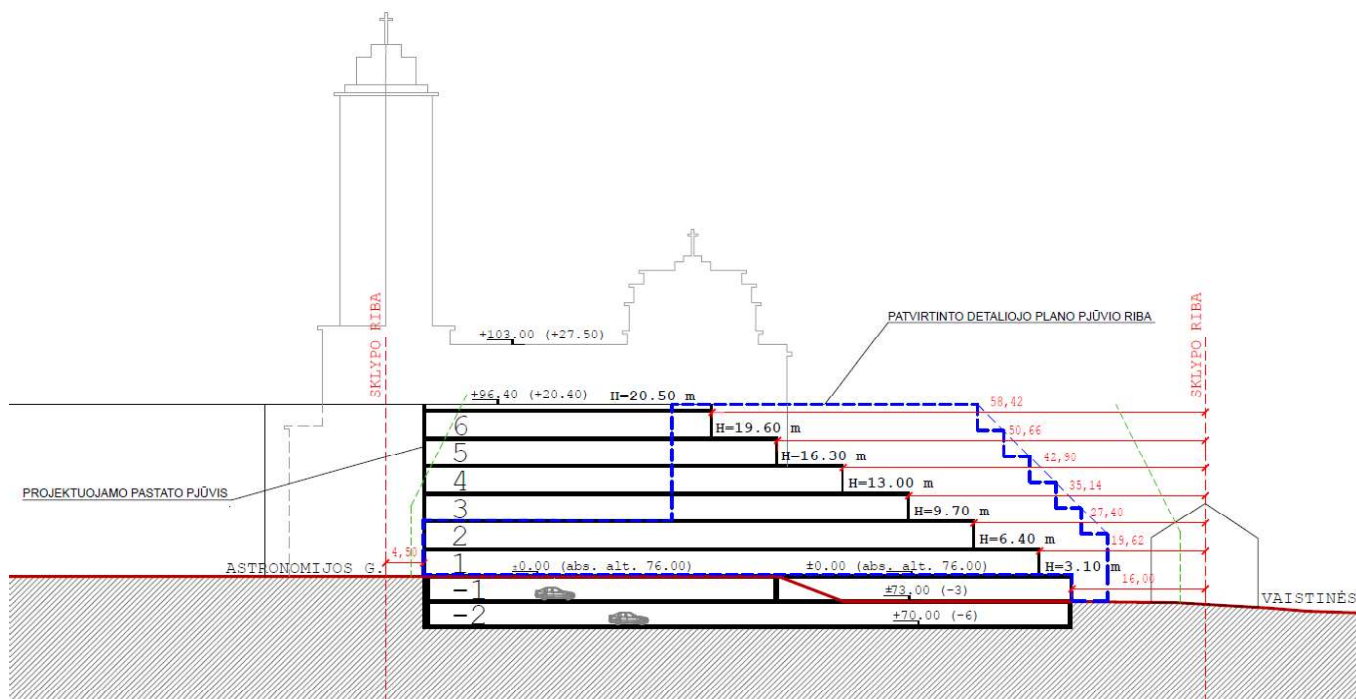 SKLYPO RIBA
SKLYPO RIBA
PATVIRTINTO DETALIOJO PLANO PJŪVIO RIBA
+103.00 (+27.50)
+96.40 (+20.40) H=20.50 m
58,42
6
H=19.60 m
50,66
5
H=16.30 m
42,90
4
H=13.00 m
35,14
PROJEKTUOJAMO PASTATO PJŪVIS
3
H=9.70 m
27,40
2
H=6.40 m
19,62
4,50
ASTRONOMIJOS G.
1
±0.00 (abs. alt. 76.00)
±0.00 (abs. alt. 76.00)
H=3.10 m
16,00
-1
±73.00 (-3)
VAISTINĖS
-2
±70.00 (-6)